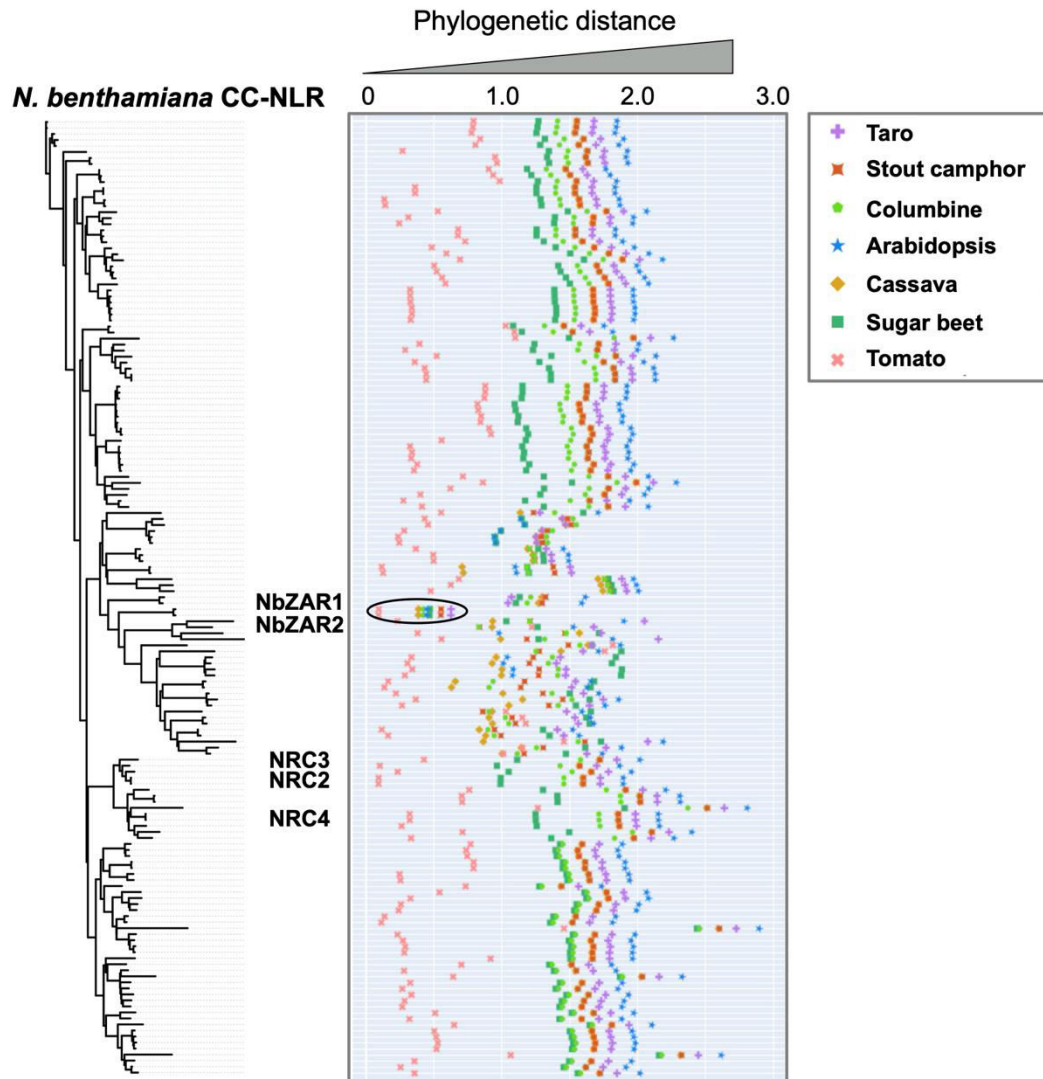 Phylogenetic distance
N. benthamiana CC-NLR
0 1.0 2.0 3.0
Taro
Stout camphor
Columbine
Arabidopsis
Cassava
Sugar beet
Tomato
NbZAR1
NbZAR2
NRC3
NRC2
NRC4